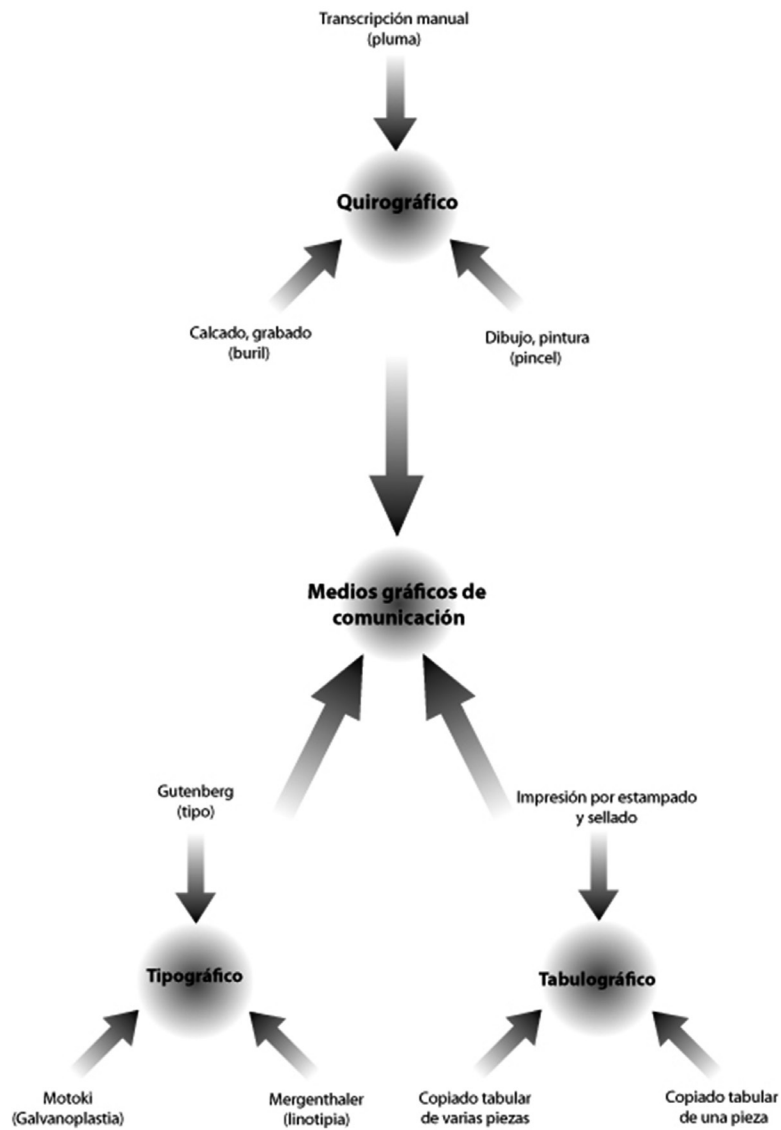 Transcripción manual
(pluma)
Quirográfico
Calcado, grabado
(buril)
Dibujo, pintura
(pincel)
Medios gráficos de
comunicación
Gutenberg
(tipo)
Impresión por estampado
y sellado
Tipográfico
Tabulográfico
Motoki
(Galvanoplastia)
Mergenthaler
(linotipia)
Copiado tabular
de varias piezas
Copiado tabular
de una pieza